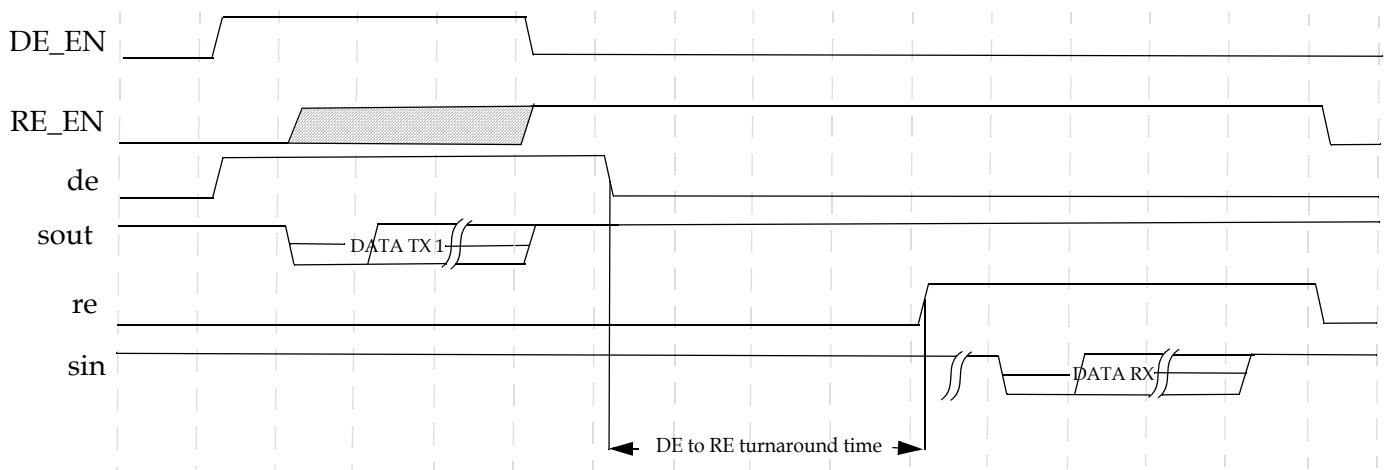 DE_EN
RE_EN
de
sout
DATA TX 1
re
sin
DATA RX
DE to RE turnaround time